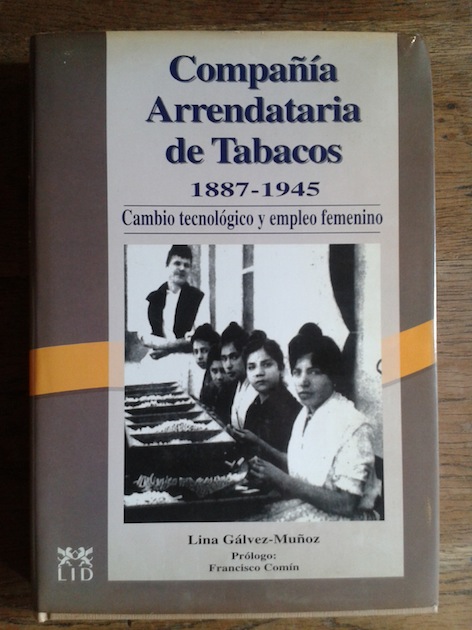 Compañía
Arrendataria
de Tabacos
1887-1945
Cambio tecnológico y empleo femenino
Lina Gálvez-Muñoz
Prólogo:
Francisco Comín
LID